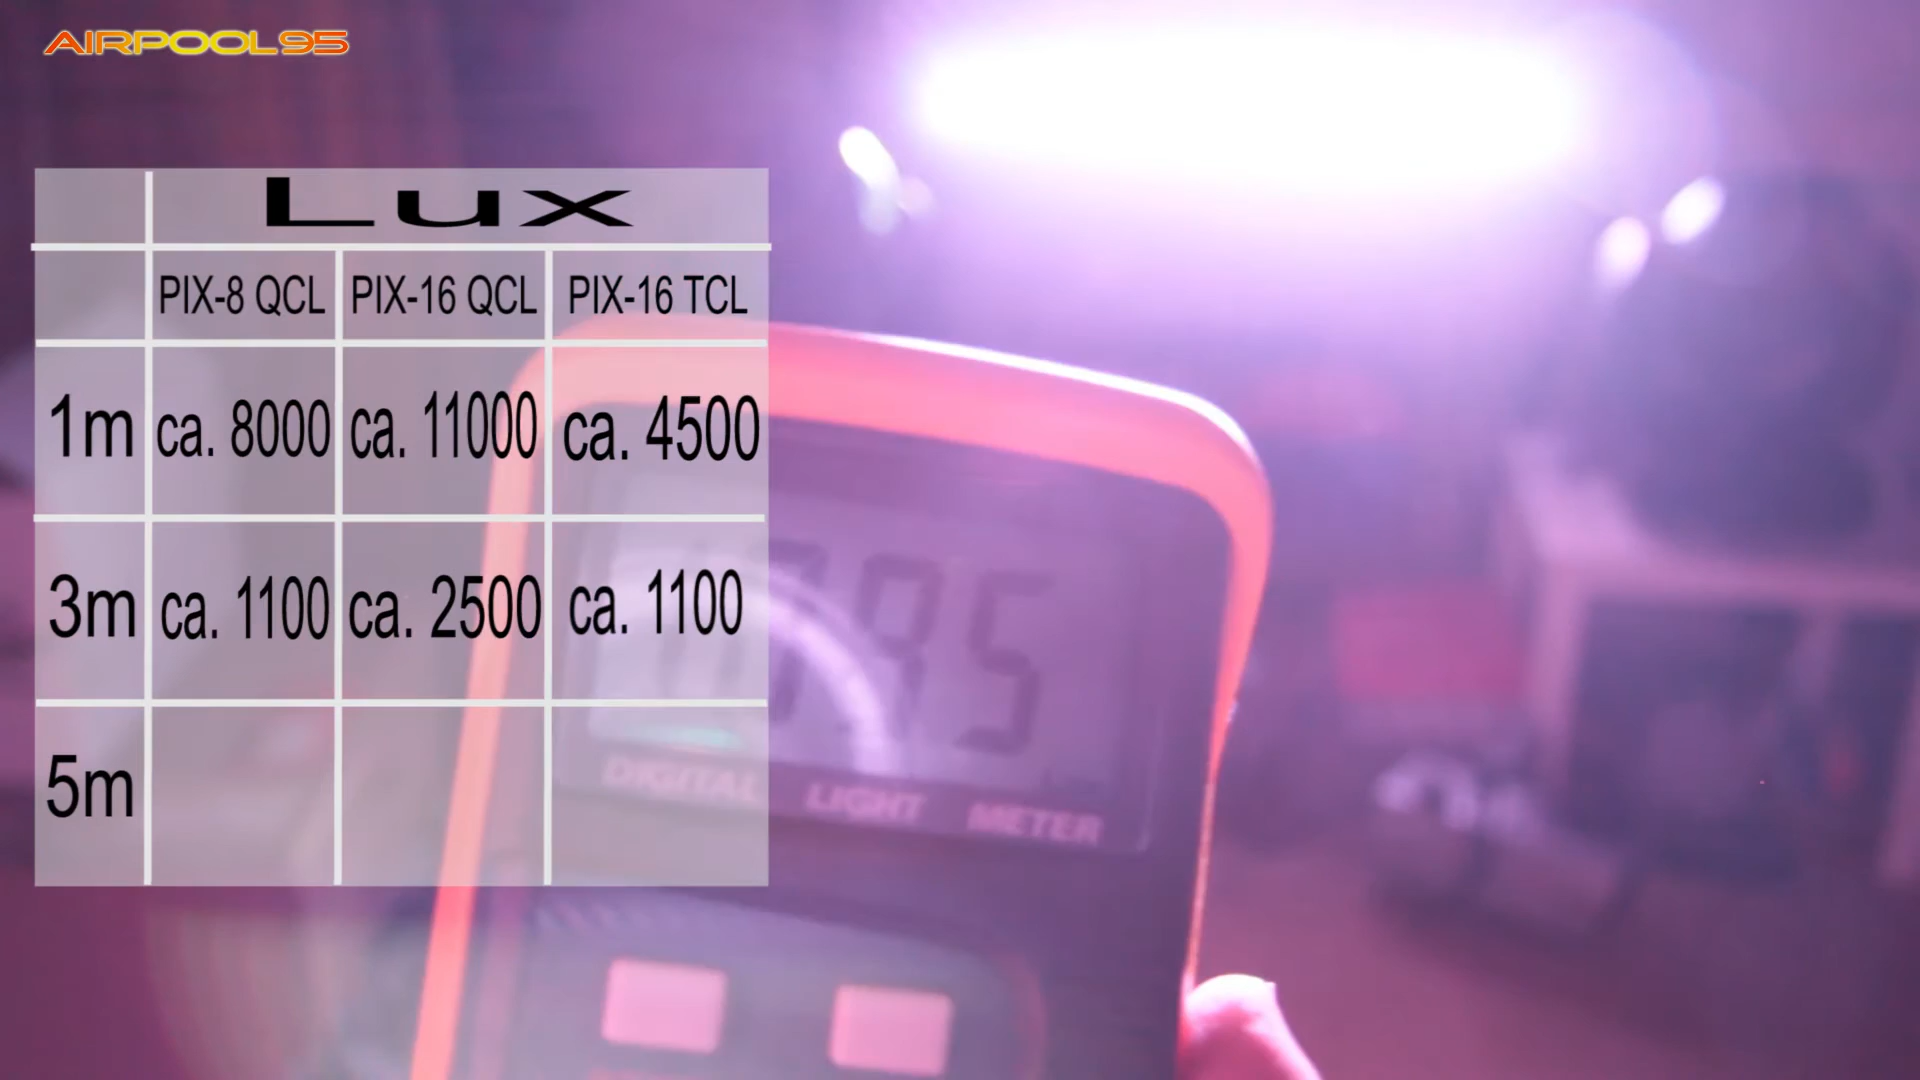 AIRPOOL95
Lux
PIX-8 QCL PIX-16 QCL PIX-16 TCL
1m ca. 8000 ca. 11000 ca. 4500
3m ca. 1100 ca. 2500 ca. 1100
5m
DIGITAL LIGHT METER